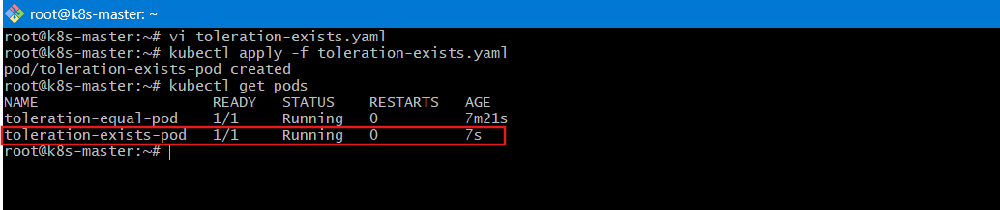 root@k8s-master: ~
root@k8s-master:~# vi toleration-exists.yaml
root@k8s-master:~# kubectl apply -f toleration-exists.yaml
pod/toleration-exists-pod created
root@k8s-master:~# kubectl get pods
NAME                    READY   STATUS    RESTARTS   AGE
toleration-equal-pod    1/1     Running   0          7m21s
toleration-exists-pod   1/1     Running   0          7s
root@k8s-master:~#